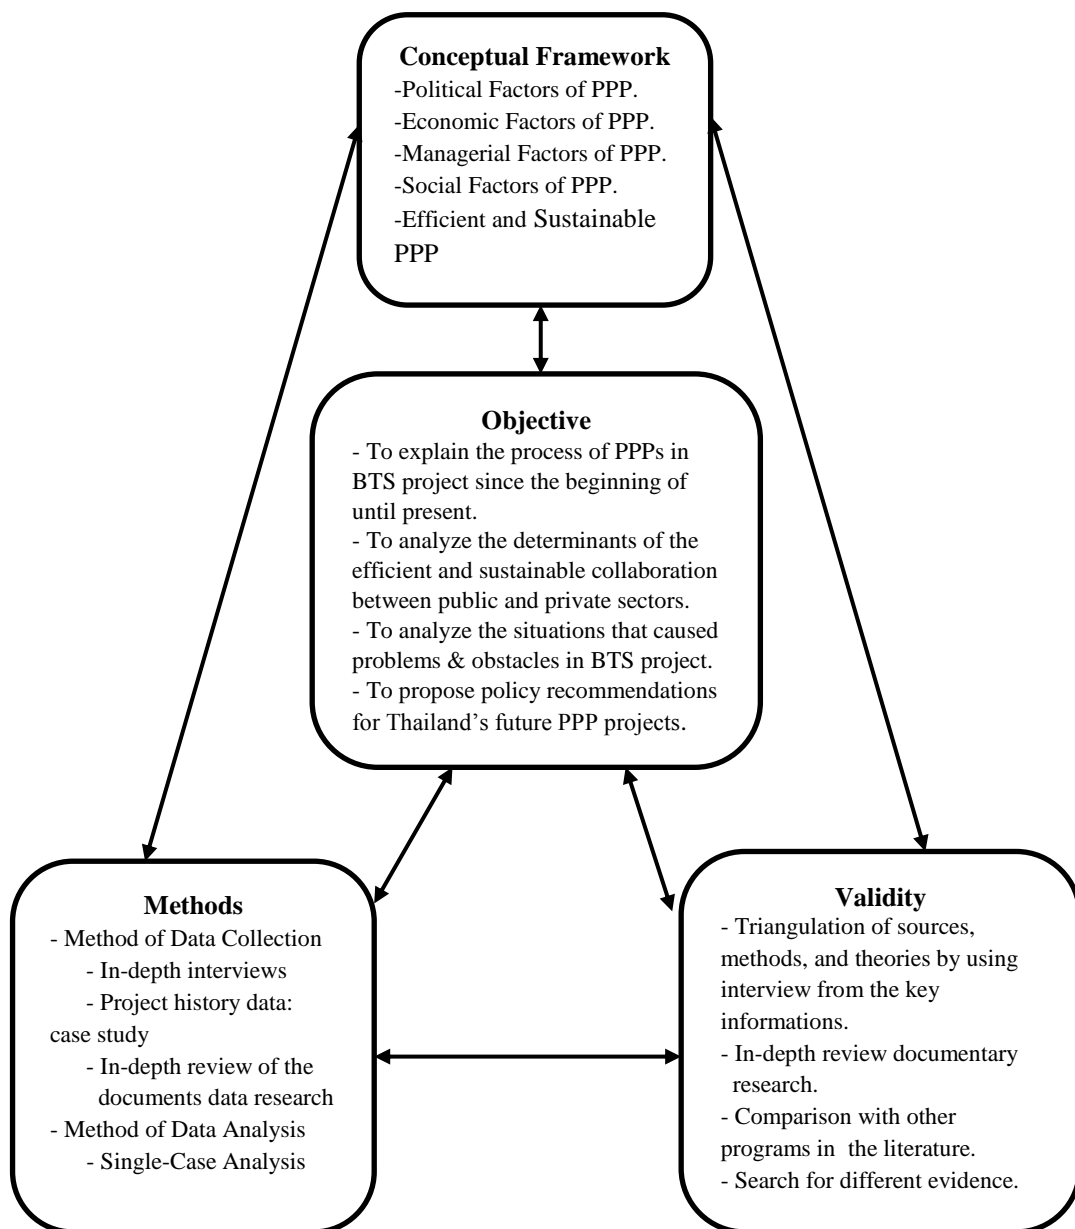 Conceptual Framework
-Political Factors of PPP.
-Economic Factors of PPP.
-Managerial Factors of PPP.
-Social Factors of PPP.
-Efficient and Sustainable
PPP
Objective
- To explain the process of PPPs in
BTS project since the beginning of
until present.
- To analyze the determinants of the
efficient and sustainable collaboration
between public and private sectors.
- To analyze the situations that caused
problems & obstacles in BTS project.
- To propose policy recommendations
for Thailand's future PPP projects.
Methods
- Method of Data Collection
- In-depth interviews
- Project history data:
case study
- In-depth review of the
documents data research
- Method of Data Analysis
- Single-Case Analysis
Validity
- Triangulation of sources,
methods, and theories by using
interview from the key
informations.
- In-depth review documentary
research.
- Comparison with other
programs in the literature.
- Search for different evidence.